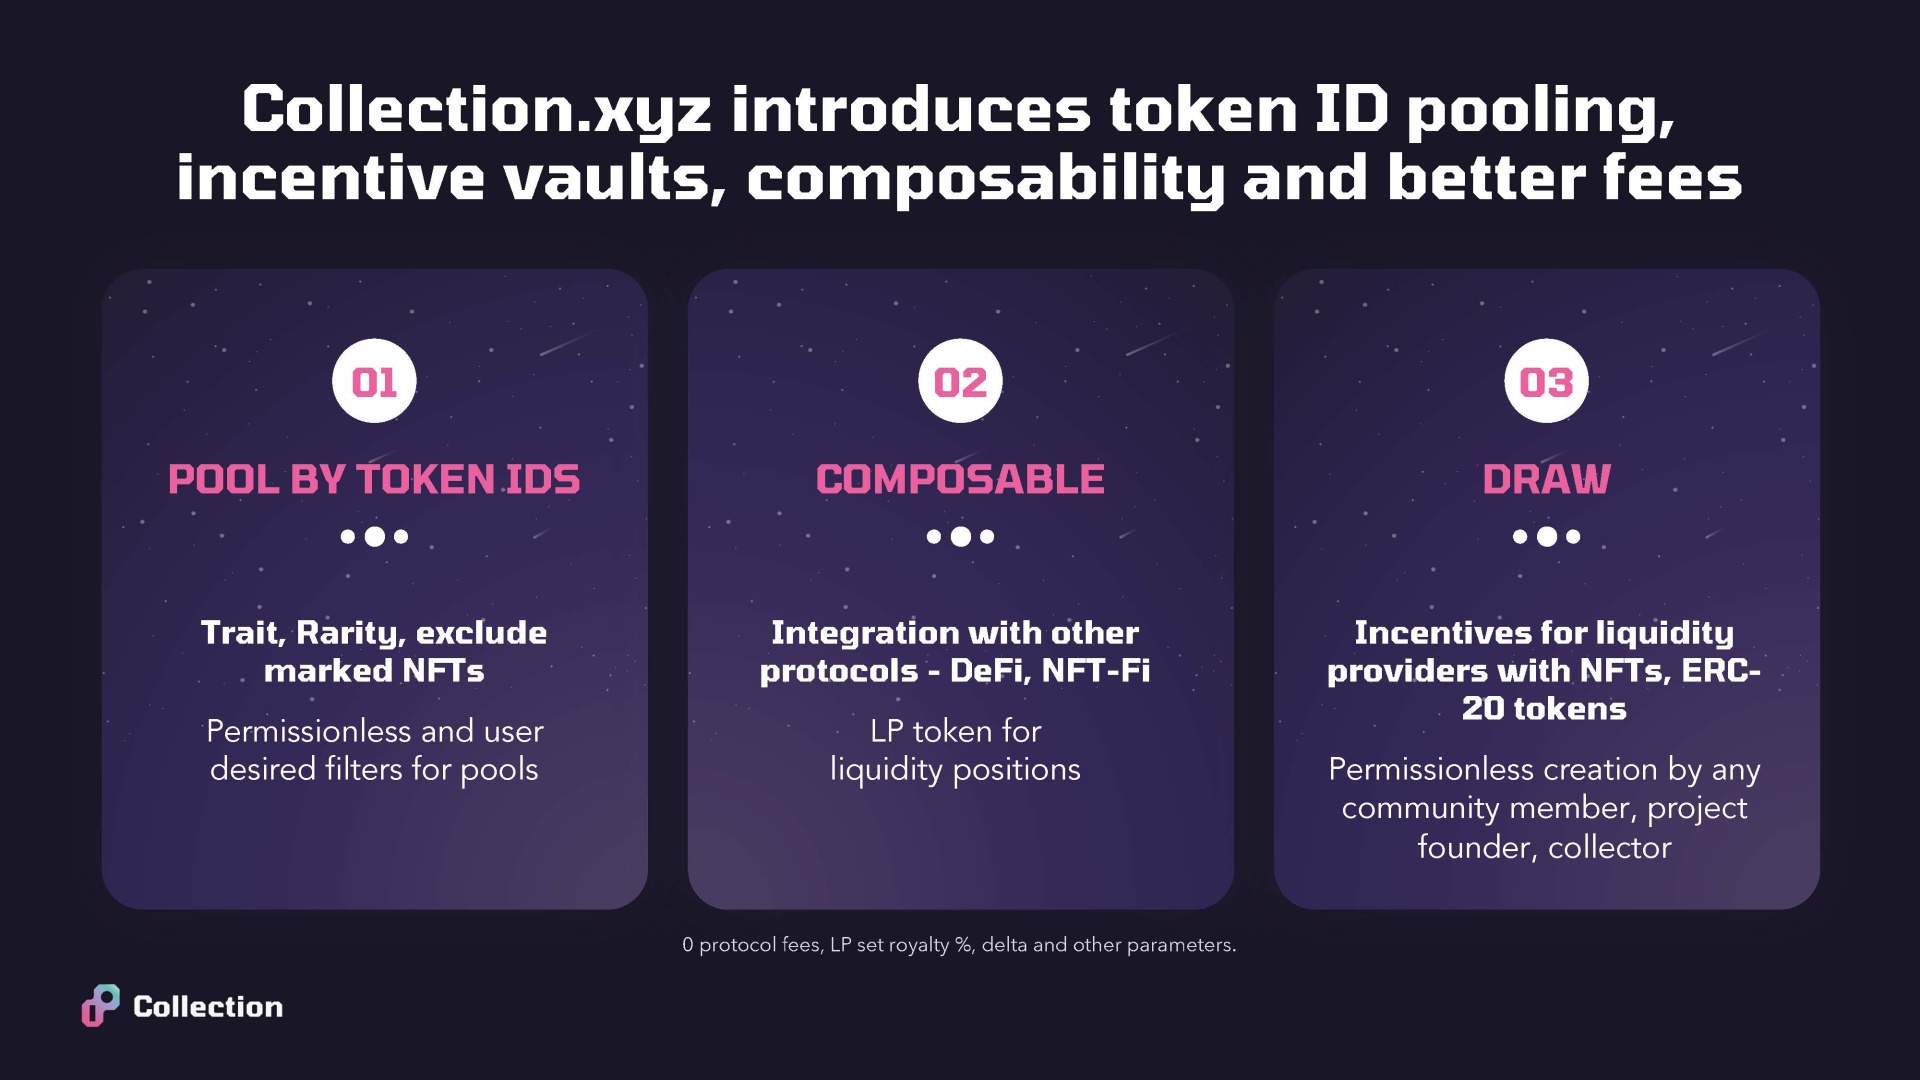 Collection.xyz introduces token ID pooling,
incentive vaults, composability and better fees
01
POOL BY TOKEN IDS
Trait, Rarity, exclude
marked NFTs
Permissionless and user
desired filters for pools
02
COMPOSABLE
Integration with other
protocols - DeFi, NFT-Fi
LP token for
liquidity positions
03
DRAW
Incentives for liquidity
providers with NFTs, ERC-
20 tokens
Permissionless creation by any
community member, project
founder, collector
0 protocol fees, LP set royalty %, delta and other parameters.
Collection